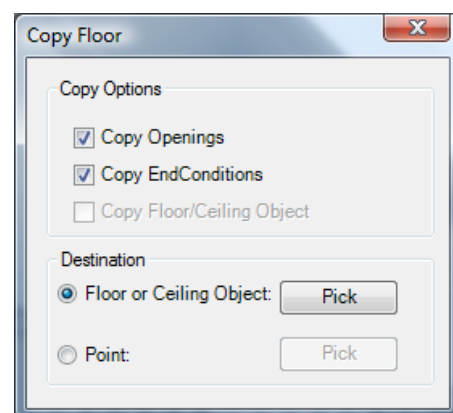 Copy Floor
Copy Options
Copy Openings
Copy EndConditions
Copy Floor/Ceiling Object
Destination
Floor or Ceiling Object: Pick
Point: Pick